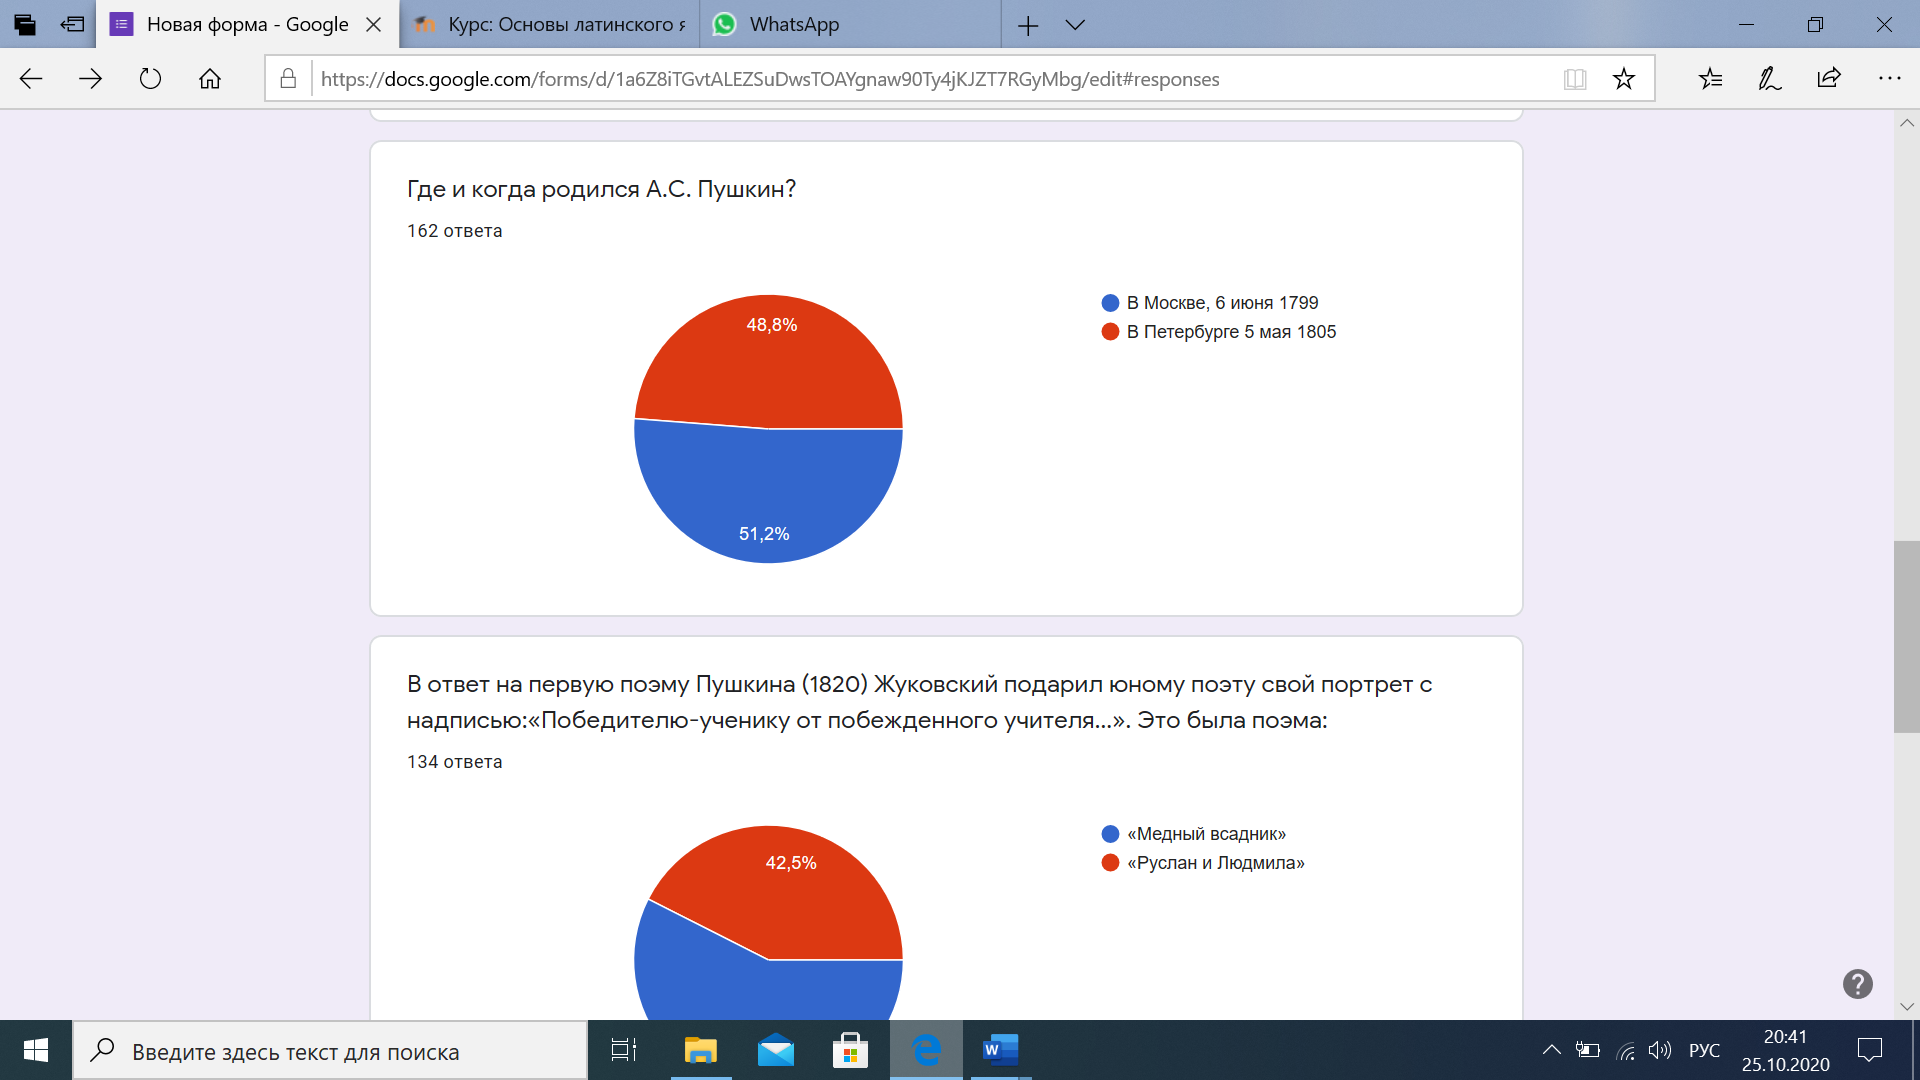 Новая форма - Google
Курс: Основы латинского я
WhatsApp
https://docs.google.com/forms/d/1a6Z8iTGvtALEZSuDwsTOAYgnaw90Ty4jKJZT7RGyMbg/edit#responses
Где и когда родился А.С. Пушкин?
162 ответа
48,8%
51,2%
В Москве, 6 июня 1799
В Петербурге 5 мая 1805
В ответ на первую поэму Пушкина (1820) Жуковский подарил юному поэту свой портрет с
надписью:«Победителю-ученику от побежденного учителя...». Это была поэма:
134 ответа
42,5%
«Медный всадник»
«Руслан и Людмила»
Введите здесь текст для поиска
W
РУС
20:41
25.10.2020